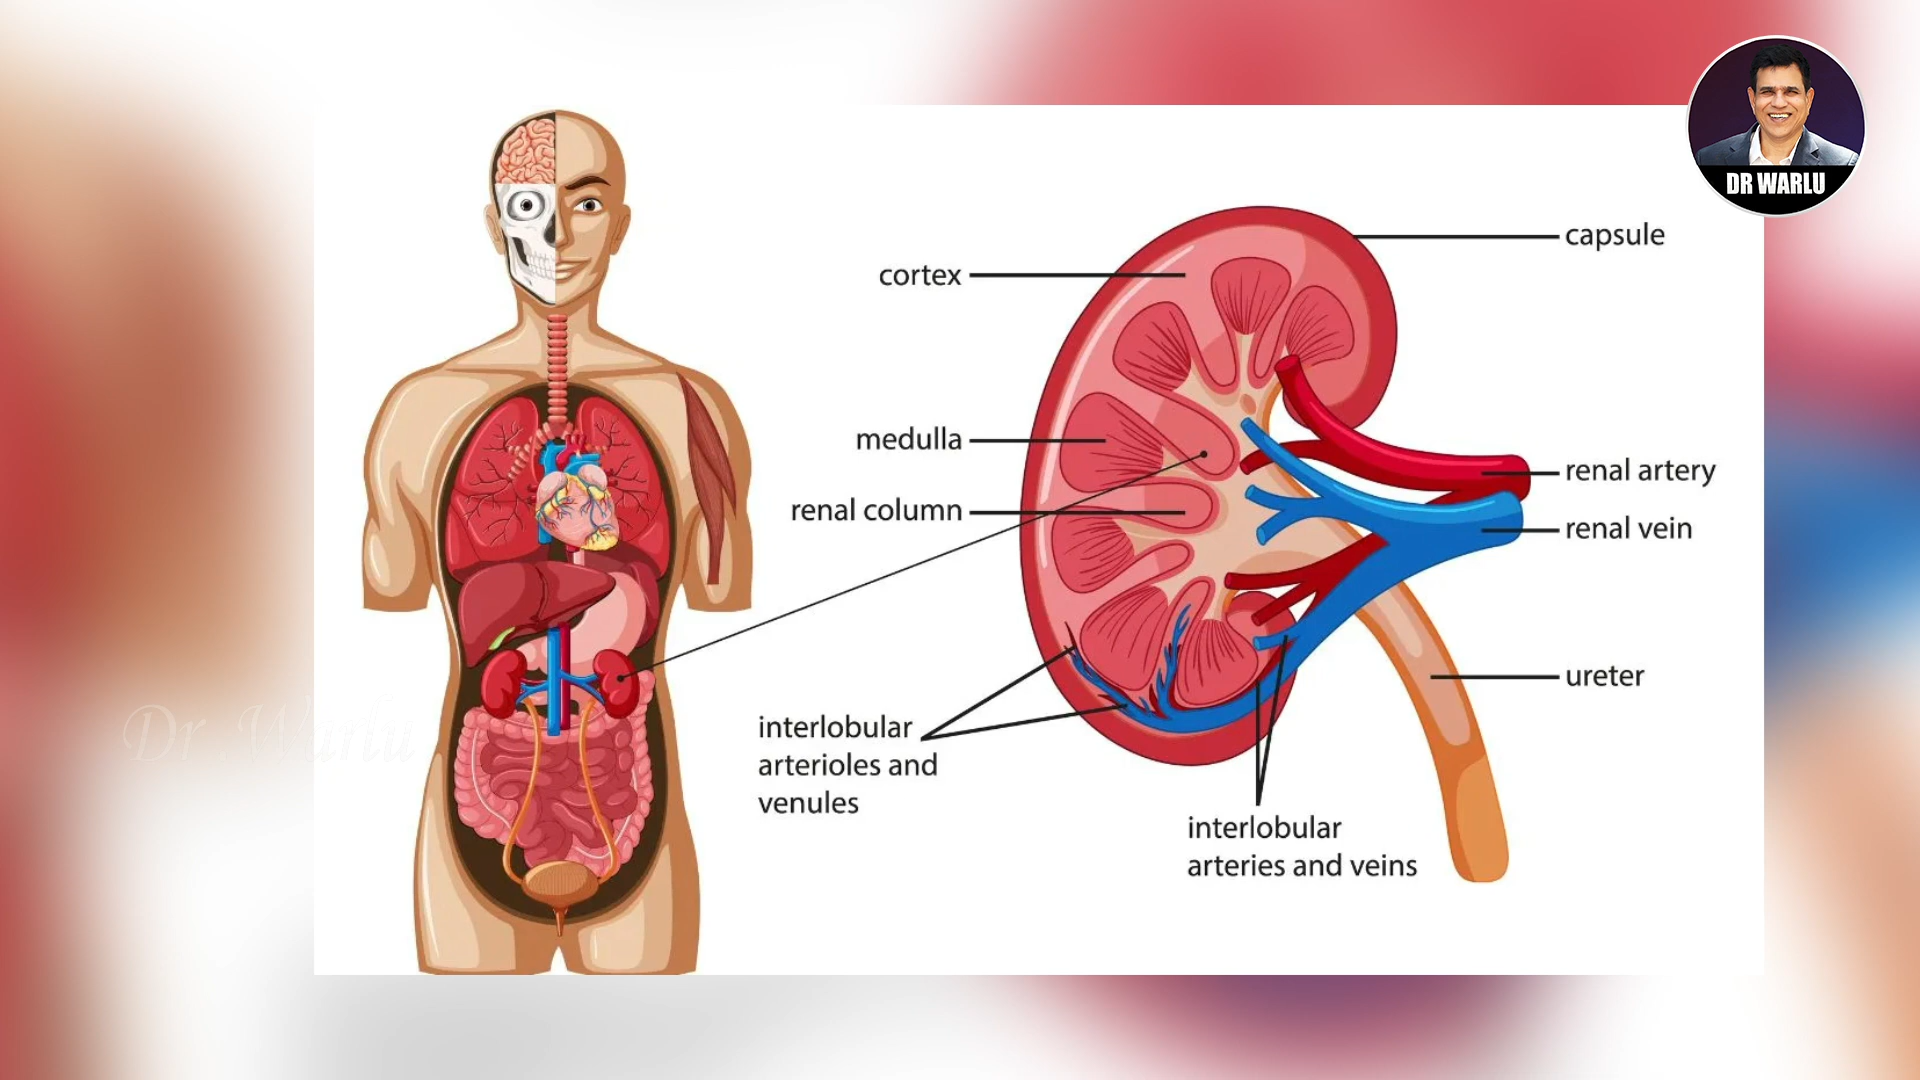 DR WARLU
capsule
cortex
medulla
renal column
renal artery
renal vein
ureter
interlobular
arterioles and
venules
interlobular
arteries and veins
Dr .Warlu